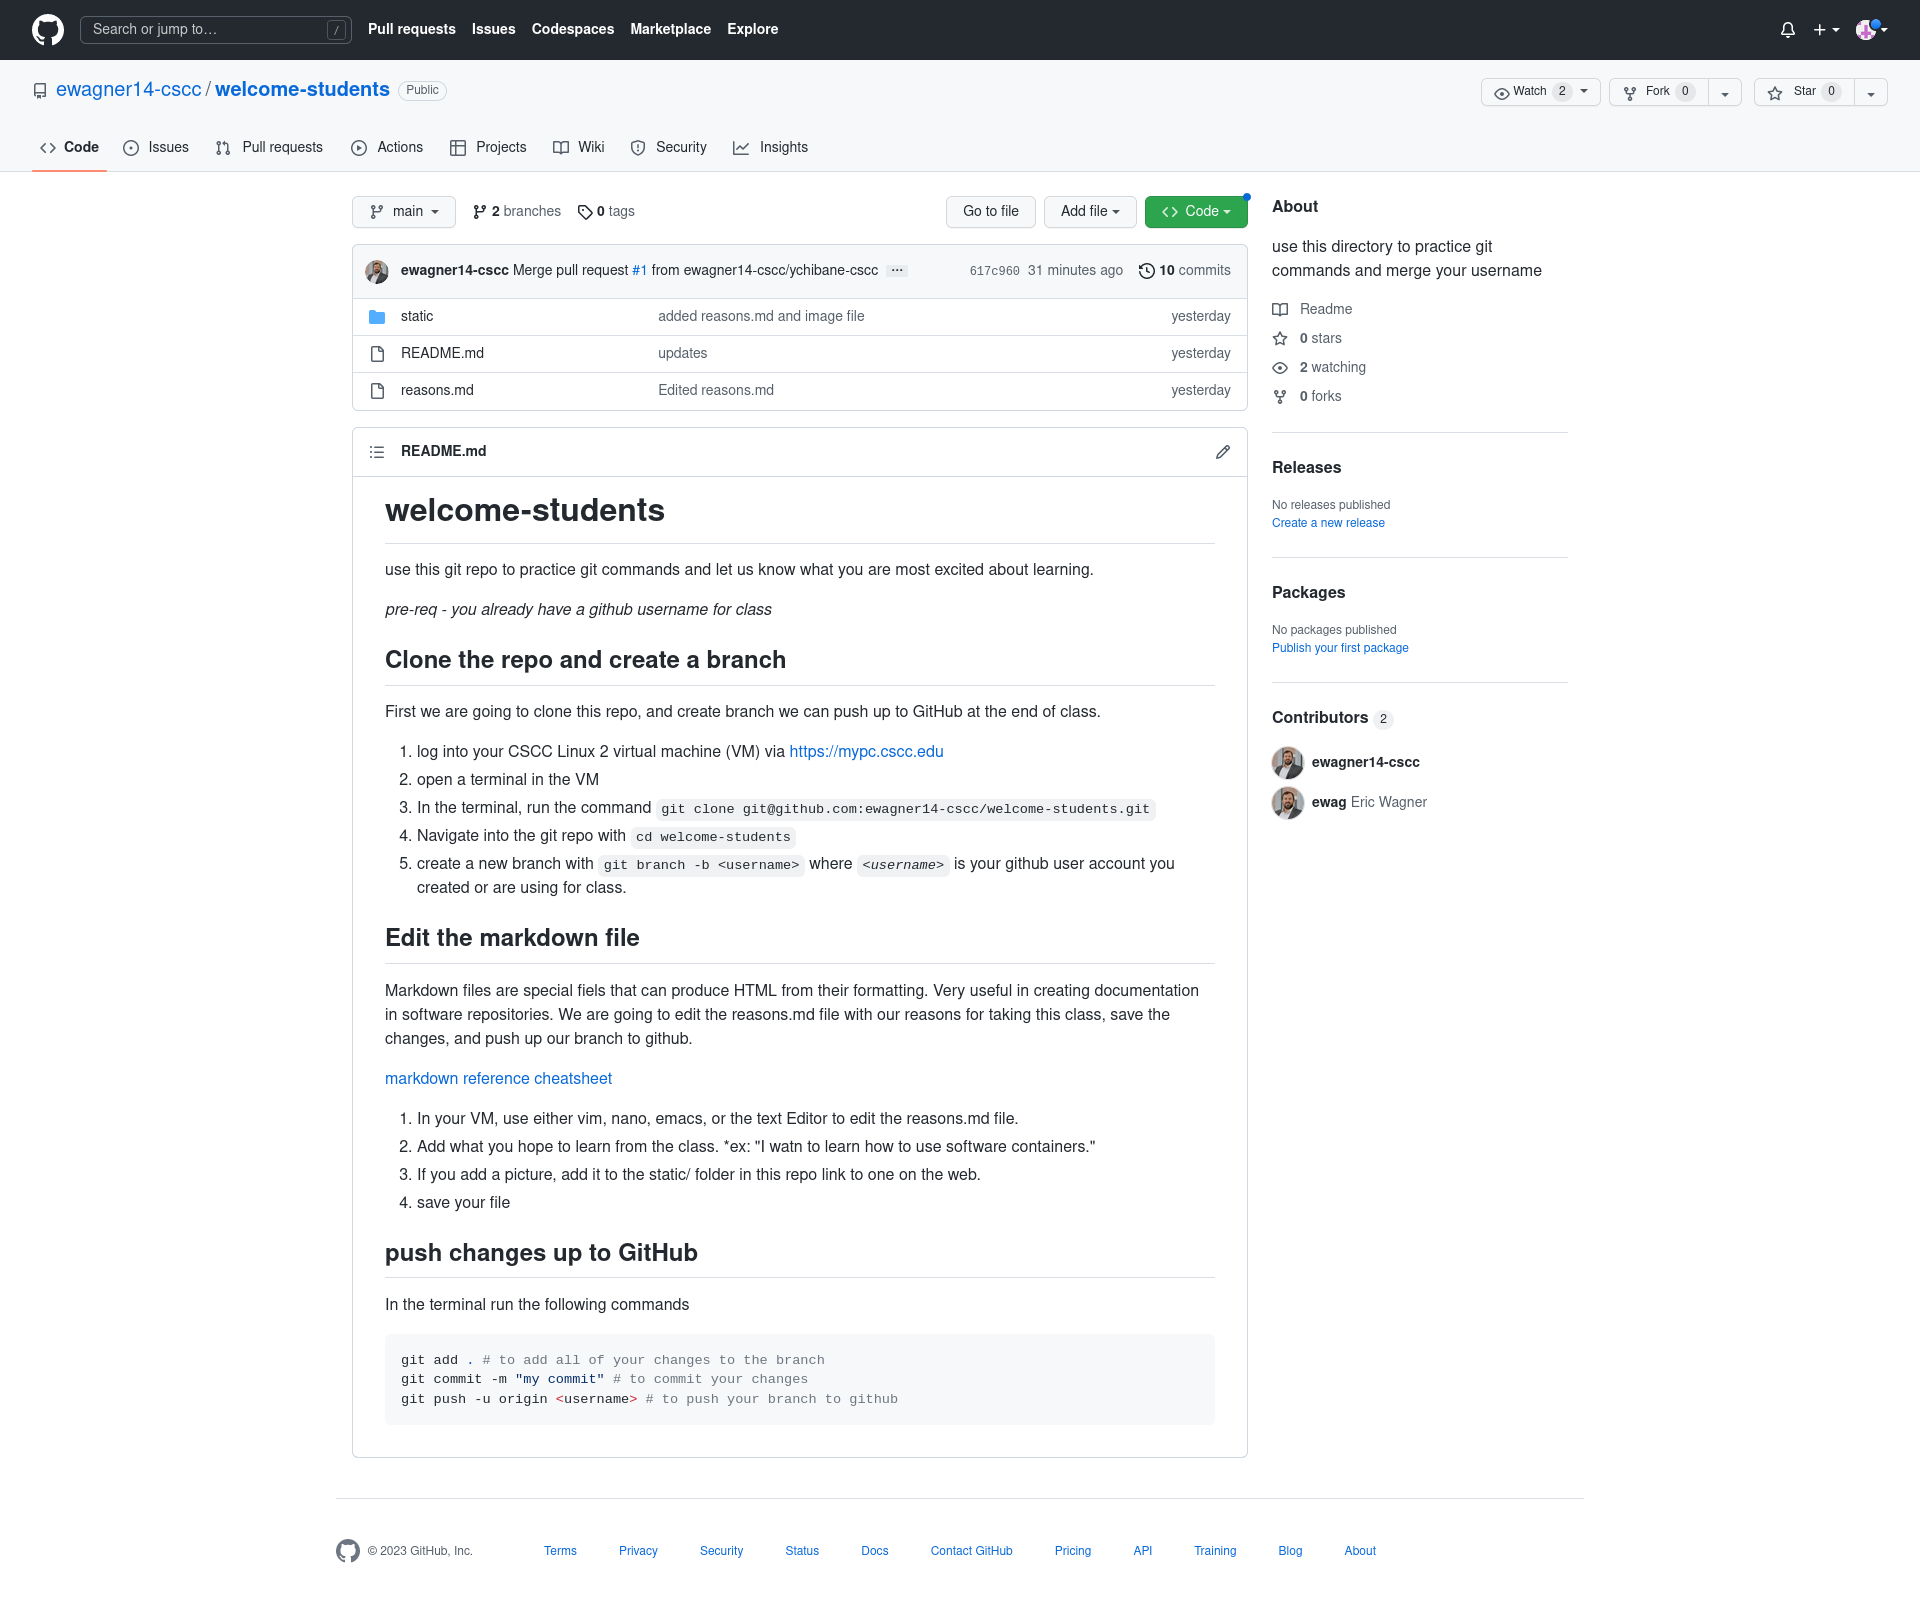 Search or jump to… /
Pull requests Issues Codespaces Marketplace Explore
ewagner14-cscc / welcome-students Public
Watch 2 Fork 0 Star 0
Code Issues Pull requests Actions Projects Wiki Security Insights
main 2 branches 0 tags Go to file Add file Code
ewagner14-cscc Merge pull request #1 from ewagner14-cscc/ychibane-cscc ... 617c960 31 minutes ago 10 commits
static added reasons.md and image file yesterday
README.md updates yesterday
reasons.md Edited reasons.md yesterday
README.md
welcome-students
use this git repo to practice git commands and let us know what you are most excited about learning.
pre-req - you already have a github username for class
Clone the repo and create a branch
First we are going to clone this repo, and create branch we can push up to GitHub at the end of class.
1. log into your CSCC Linux 2 virtual machine (VM) via https://mypc.cscc.edu
2. open a terminal in the VM
3. In the terminal, run the command git clone git@github.com:ewagner14-cscc/welcome-students.git
4. Navigate into the git repo with cd welcome-students
5. create a new branch with git branch -b <username> where <username> is your github user account you
created or are using for class.
Edit the markdown file
Markdown files are special fiels that can produce HTML from their formatting. Very useful in creating documentation
in software repositories. We are going to edit the reasons.md file with our reasons for taking this class, save the
changes, and push up our branch to github.
markdown reference cheatsheet
1. In your VM, use either vim, nano, emacs, or the text Editor to edit the reasons.md file.
2. Add what you hope to learn from the class. *ex: "I watn to learn how to use software containers."
3. If you add a picture, add it to the static/ folder in this repo link to one on the web.
4. save your file
push changes up to GitHub
In the terminal run the following commands
git add . # to add all of your changes to the branch
git commit -m "my commit" # to commit your changes
git push -u origin <username> # to push your branch to github
About
use this directory to practice git
commands and merge your username
Readme
0 stars
2 watching
0 forks
Releases
No releases published
Create a new release
Packages
No packages published
Publish your first package
Contributors 2
ewagner14-cscc
ewag Eric Wagner
© 2023 GitHub, Inc. Terms Privacy Security Status Docs Contact GitHub Pricing API Training Blog About